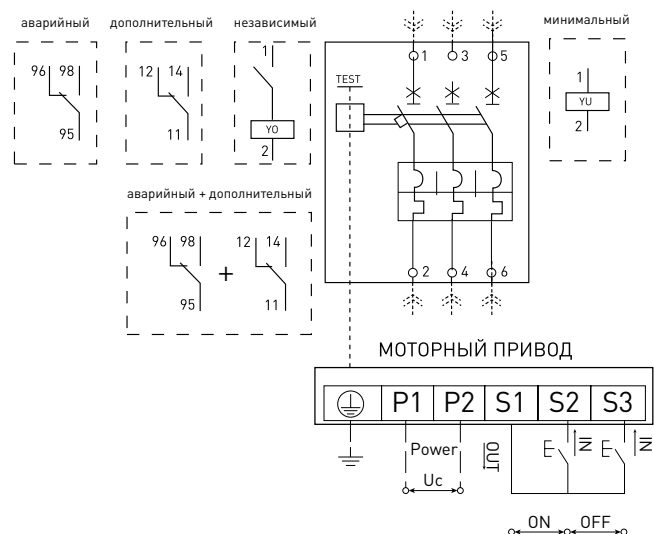 аварийный
дополнительный
независимый
минимальный
96 98
95
12 14
11
1
YO
2
TEST
1 3 5
1
YU
2
аварийный + дополнительный
96 98
95
+
12 14
11
2 4 6
МОТОРНЫЙ ПРИВОД
P1 P2 S1 S2 S3
Power
Uc
OUT
IN
IN
ON OFF